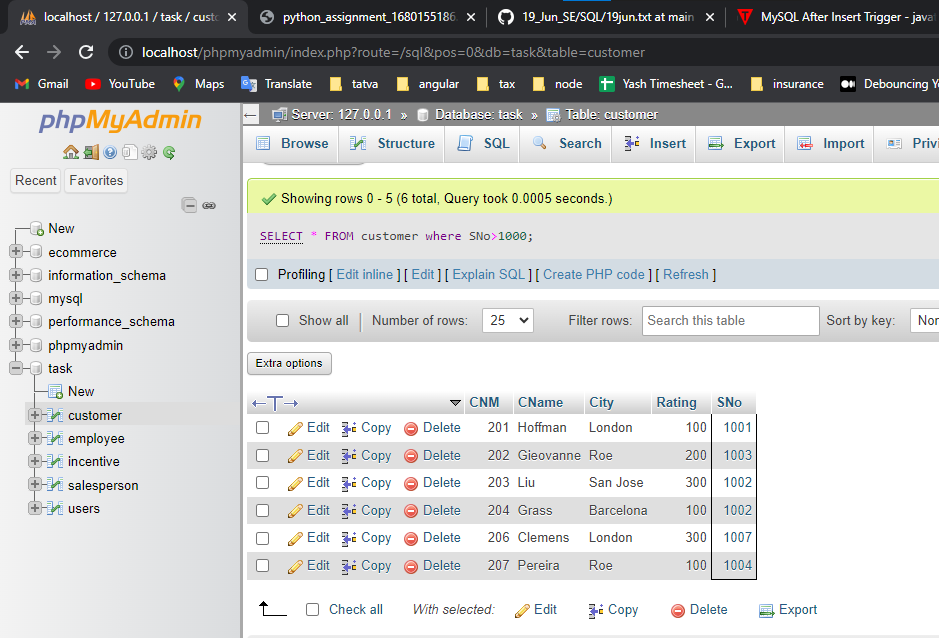 localhost / 127.0.0.1 / task / custo
python_assignment_1680155186.
19_Jun_SE/SQL/19jun.txt at main
MySQL After Insert Trigger - javat
localhost/phpmyadmin/index.php?route=/sql&pos=0&db=task&table=customer
Gmail YouTube Maps Translate tatva angular tax node Yash Timesheet - G... insurance Debouncing Y
phpMyAdmin
Recent Favorites
New
ecommerce
information_schema
mysql
performance_schema
phpmyadmin
task
New
customer
employee
incentive
salesperson
users
Server: 127.0.0.1 » Database: task » Table: customer
Browse Structure SQL Search Insert Export Import Privi
Showing rows 0 - 5 (6 total, Query took 0.0005 seconds.)
SELECT * FROM customer where SNo>1000;
Profiling [ Edit inline ] [ Edit ] [ Explain SQL ] [ Create PHP code ] [ Refresh ]
Show all Number of rows: 25 Filter rows: Search this table Sort by key: Non
Extra options
←T→ CNM CName City Rating SNo
Edit Copy Delete 201 Hoffman London 100 1001
Edit Copy Delete 202 Gieovanne Roe 200 1003
Edit Copy Delete 203 Liu San Jose 300 1002
Edit Copy Delete 204 Grass Barcelona 100 1002
Edit Copy Delete 206 Clemens London 300 1007
Edit Copy Delete 207 Pereira Roe 100 1004
Check all With selected: Edit Copy Delete Export